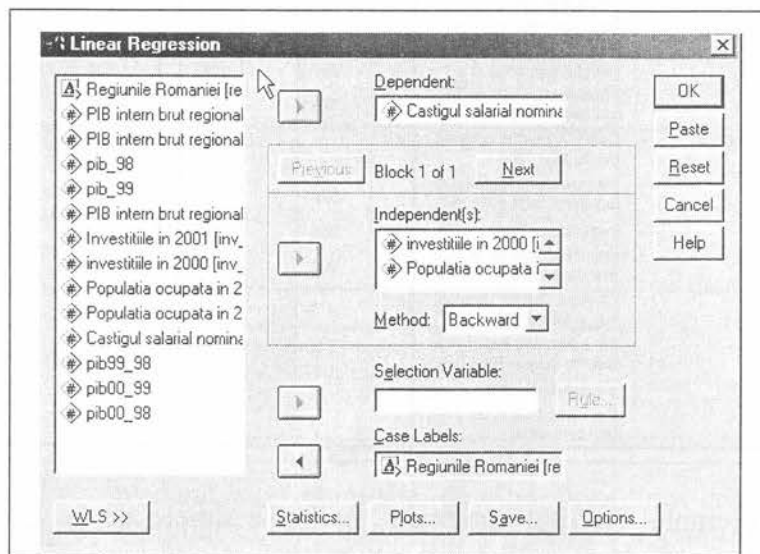 Linear Regression
Regiunile Romaniei [re
PIB intern brut regional
PIB intern brut regional
pib_98
pib_99
PIB intern brut regional
Investitiile in 2001 [inv_
investitiile in 2000 [inv_
Populatia ocupata in 2
Populatia ocupata in 2
Castigul salarial nomina
pib99_98
pib00_99
pib00_98
WLS >>
Dependent:
Castigul salarial nomina
Previous
Block 1 of 1
Next
Independent(s):
investitiile in 2000 [i
Populatia ocupata
Method:
Backward
Selection Variable:
Rule...
Case Labels:
Regiunile Romaniei [re
Statistics...
Plots...
Save...
Options...
OK
Paste
Reset
Cancel
Help